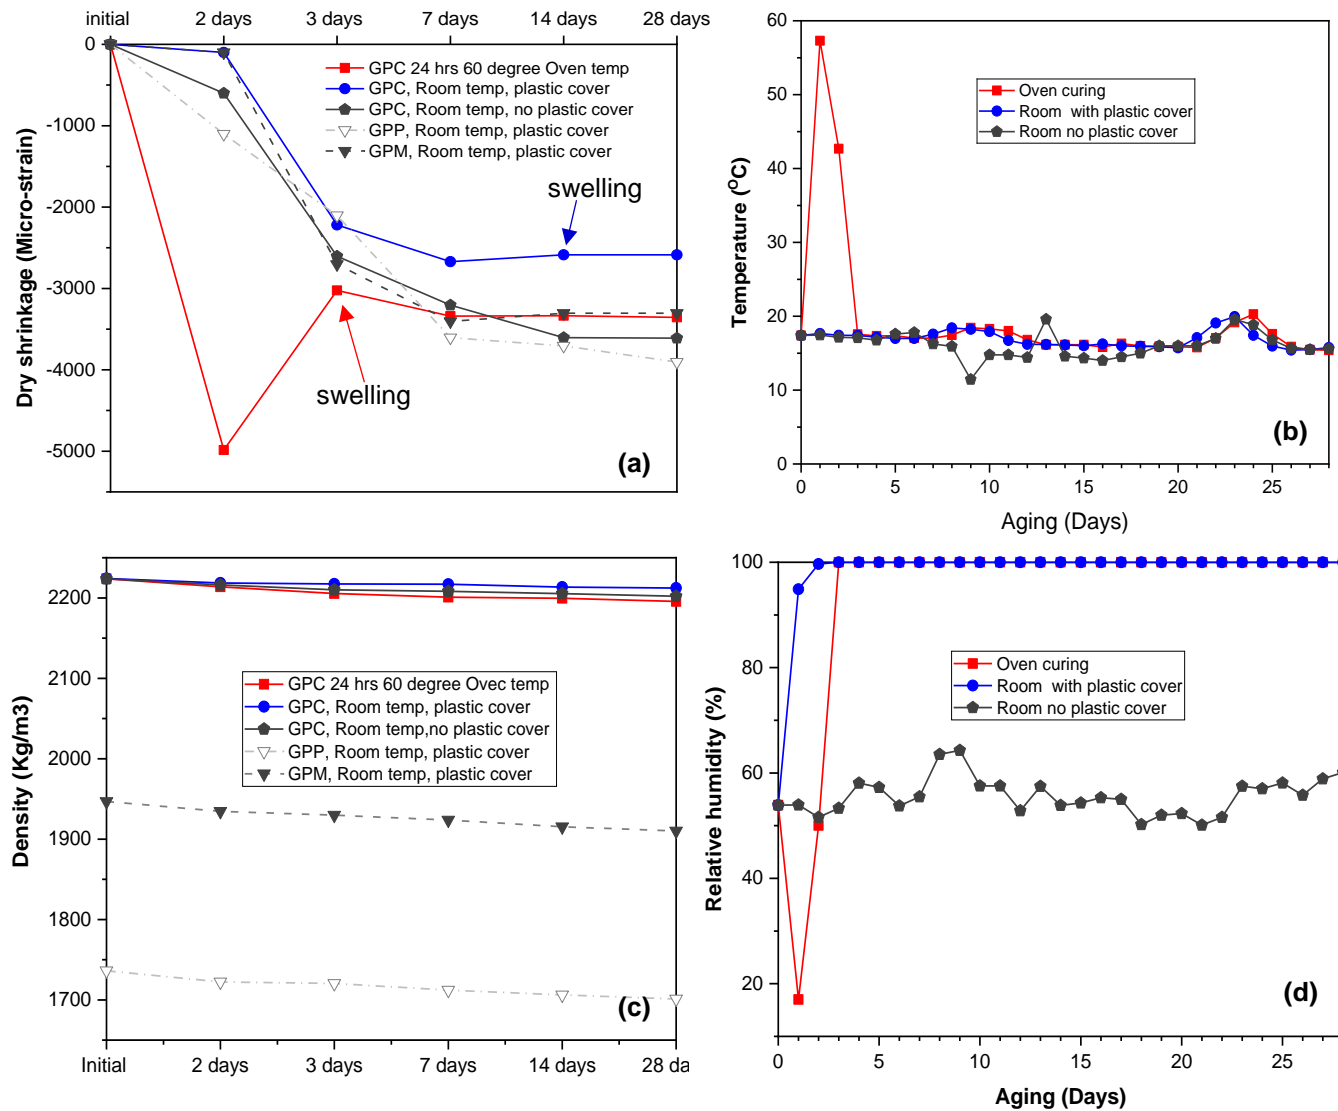 initial 2 days 3 days 7 days 14 days 28 days
0
-1000
-2000
-3000
-4000
-5000
Dry shrinkage (Micro-strain)
GPC 24 hrs 60 degree Oven temp
GPC, Room temp, plastic cover
GPC, Room temp, no plastic cover
GPP, Room temp, plastic cover
GPM, Room temp, plastic cover
swelling
swelling
(a)
60
50
40
30
20
10
0
Temperature (OC)
Oven curing
Room with plastic cover
Room no plastic cover
(b)
0 5 10 15 20 25
Aging (Days)
2200
2100
2000
1900
1800
1700
Density (Kg/m3)
GPC 24 hrs 60 degree Ovec temp
GPC, Room temp, plastic cover
GPC, Room temp,no plastic cover
GPP, Room temp, plastic cover
GPM, Room temp, plastic cover
(c)
Initial 2 days 3 days 7 days 14 days 28 da
100
80
60
40
20
Relative humidity (%)
Oven curing
Room with plastic cover
Room no plastic cover
(d)
0 5 10 15 20 25
Aging (Days)